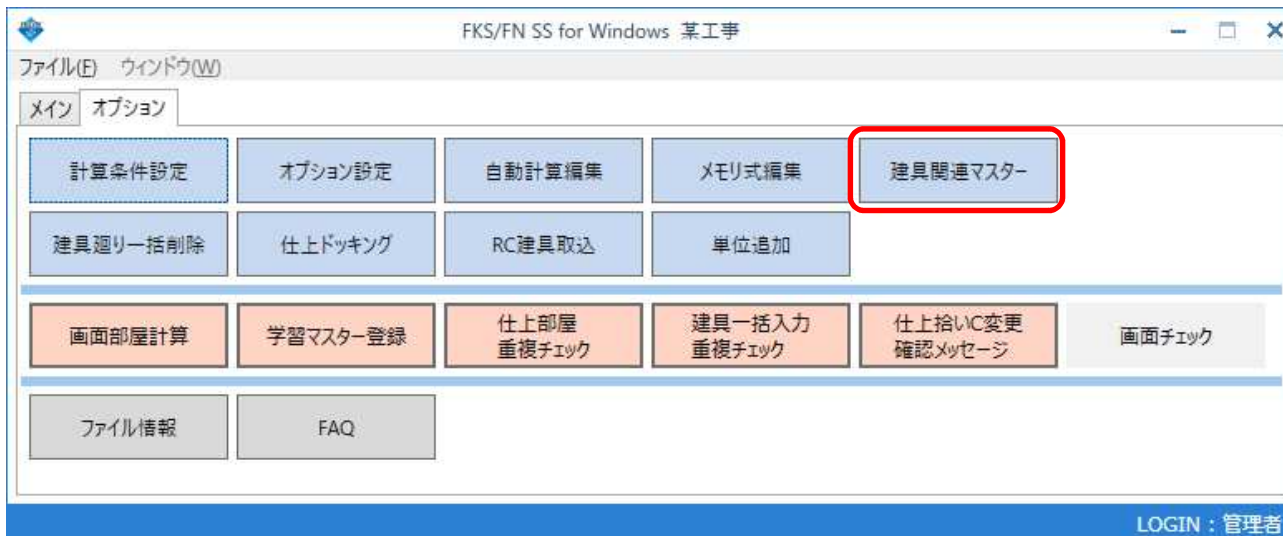 FKS/FN SS for Windows 某工事
ファイル(F) ウィンドウ(W)
メイン オプション
計算条件設定 オプション設定 自動計算編集 メモリ式編集 建具関連マスター
建具廻り一括削除 仕上ドッキング RC建具取込 単位追加
画面部屋計算 学習マスター登録 仕上部屋 建具一括入力 仕上拾いC変更 画面チェック
重複チェック 重複チェック 確認メッセージ
ファイル情報 FAQ
LOGIN：管理者